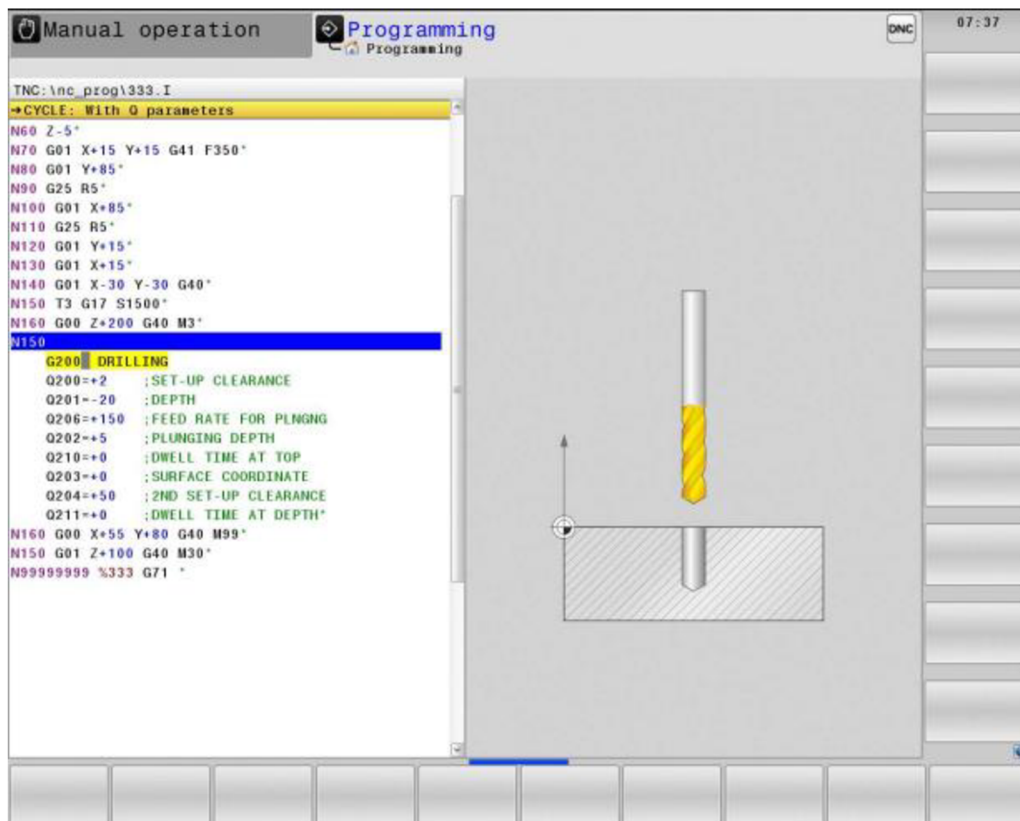 Manual operation
Programming
Programming
DNC
07:37
TNC:\nc_prog\333.I
→CYCLE: With Q parameters
N60 Z-5*
N70 G01 X+15 Y+15 G41 F350*
N80 G01 Y+85*
N90 G25 R5*
N100 G01 X+85*
N110 G25 R5*
N120 G01 Y+15*
N130 G01 X+15*
N140 G01 X-30 Y-30 G40*
N150 T3 G17 S1500*
N160 G00 Z+200 G40 M3*
N150
G200 DRILLING
Q200=+2 ;SET-UP CLEARANCE
Q201=-20 ;DEPTH
Q206=+150 ;FEED RATE FOR PLNGNG
Q202=+5 ;PLUNGING DEPTH
Q210=+0 ;DWELL TIME AT TOP
Q203=+0 ;SURFACE COORDINATE
Q204=+50 ;2ND SET-UP CLEARANCE
Q211=+0 ;DWELL TIME AT DEPTH*
N160 G00 X+55 Y+80 G40 M99*
N150 G01 Z+100 G40 M30*
N99999999 %333 G71 *